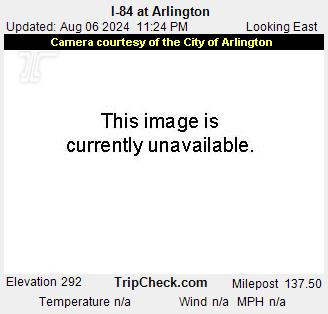 I-84 at Arlington
Updated: Aug 06 2024 11:24 PM Looking East
Camera courtesy of the City of Arlington
This image is
currently unavailable.
Elevation 292 TripCheck.com Milepost 137.50
Temperature n/a Wind n/a MPH n/a